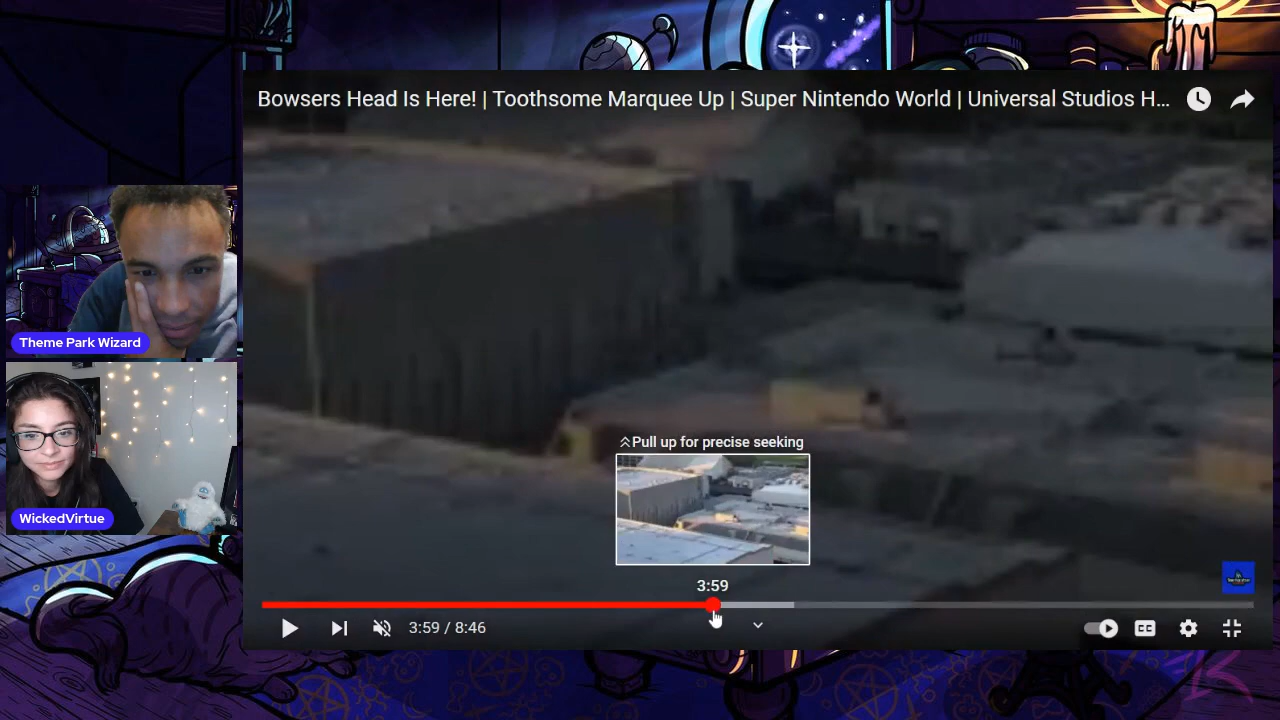 Bowsers Head Is Here! | Toothsome Marquee Up | Super Nintendo World | Universal Studios H...
Theme Park Wizard
WickedVirtue
Pull up for precise seeking
3:59
3:59 / 8:46
CC